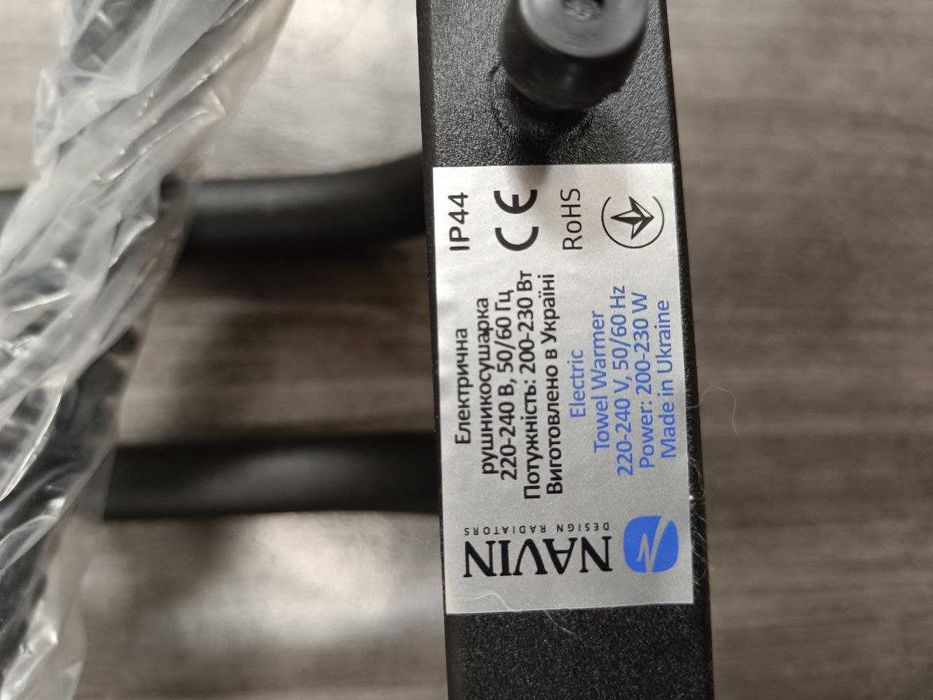 NAVIN
DESIGN RADIATORS
Електрична
рушникосушарка
220-240 В, 50/60 Гц
Потужність: 200-230 Вт
Виготовлено в Україні
Electric
Towel Warmer
220-240 V, 50/60 Hz
Power: 200-230 W
Made in Ukraine
IP44
CE
RoHS